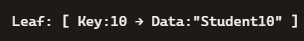 Leaf: [ Key:10 → Data:"Student10" ]